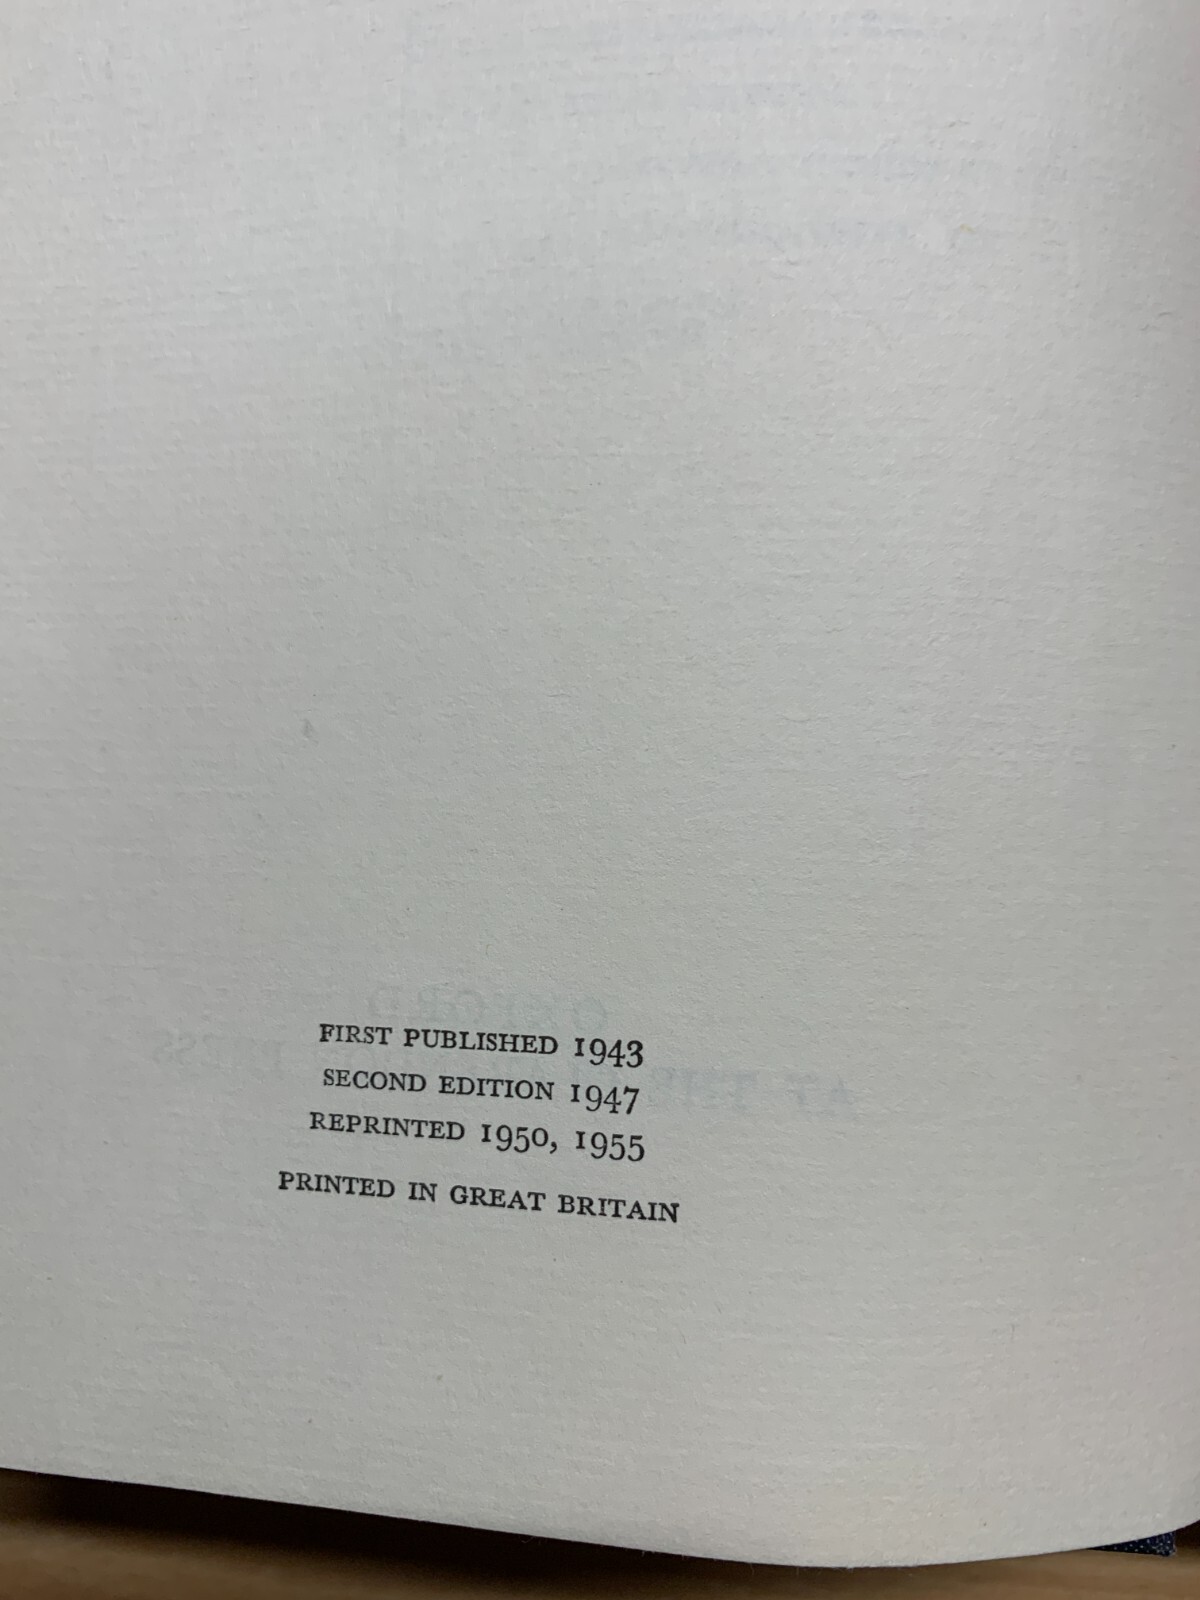 FIRST PUBLISHED 1943
SECOND EDITION 1947
REPRINTED 1950, 1955
PRINTED IN GREAT BRITAIN